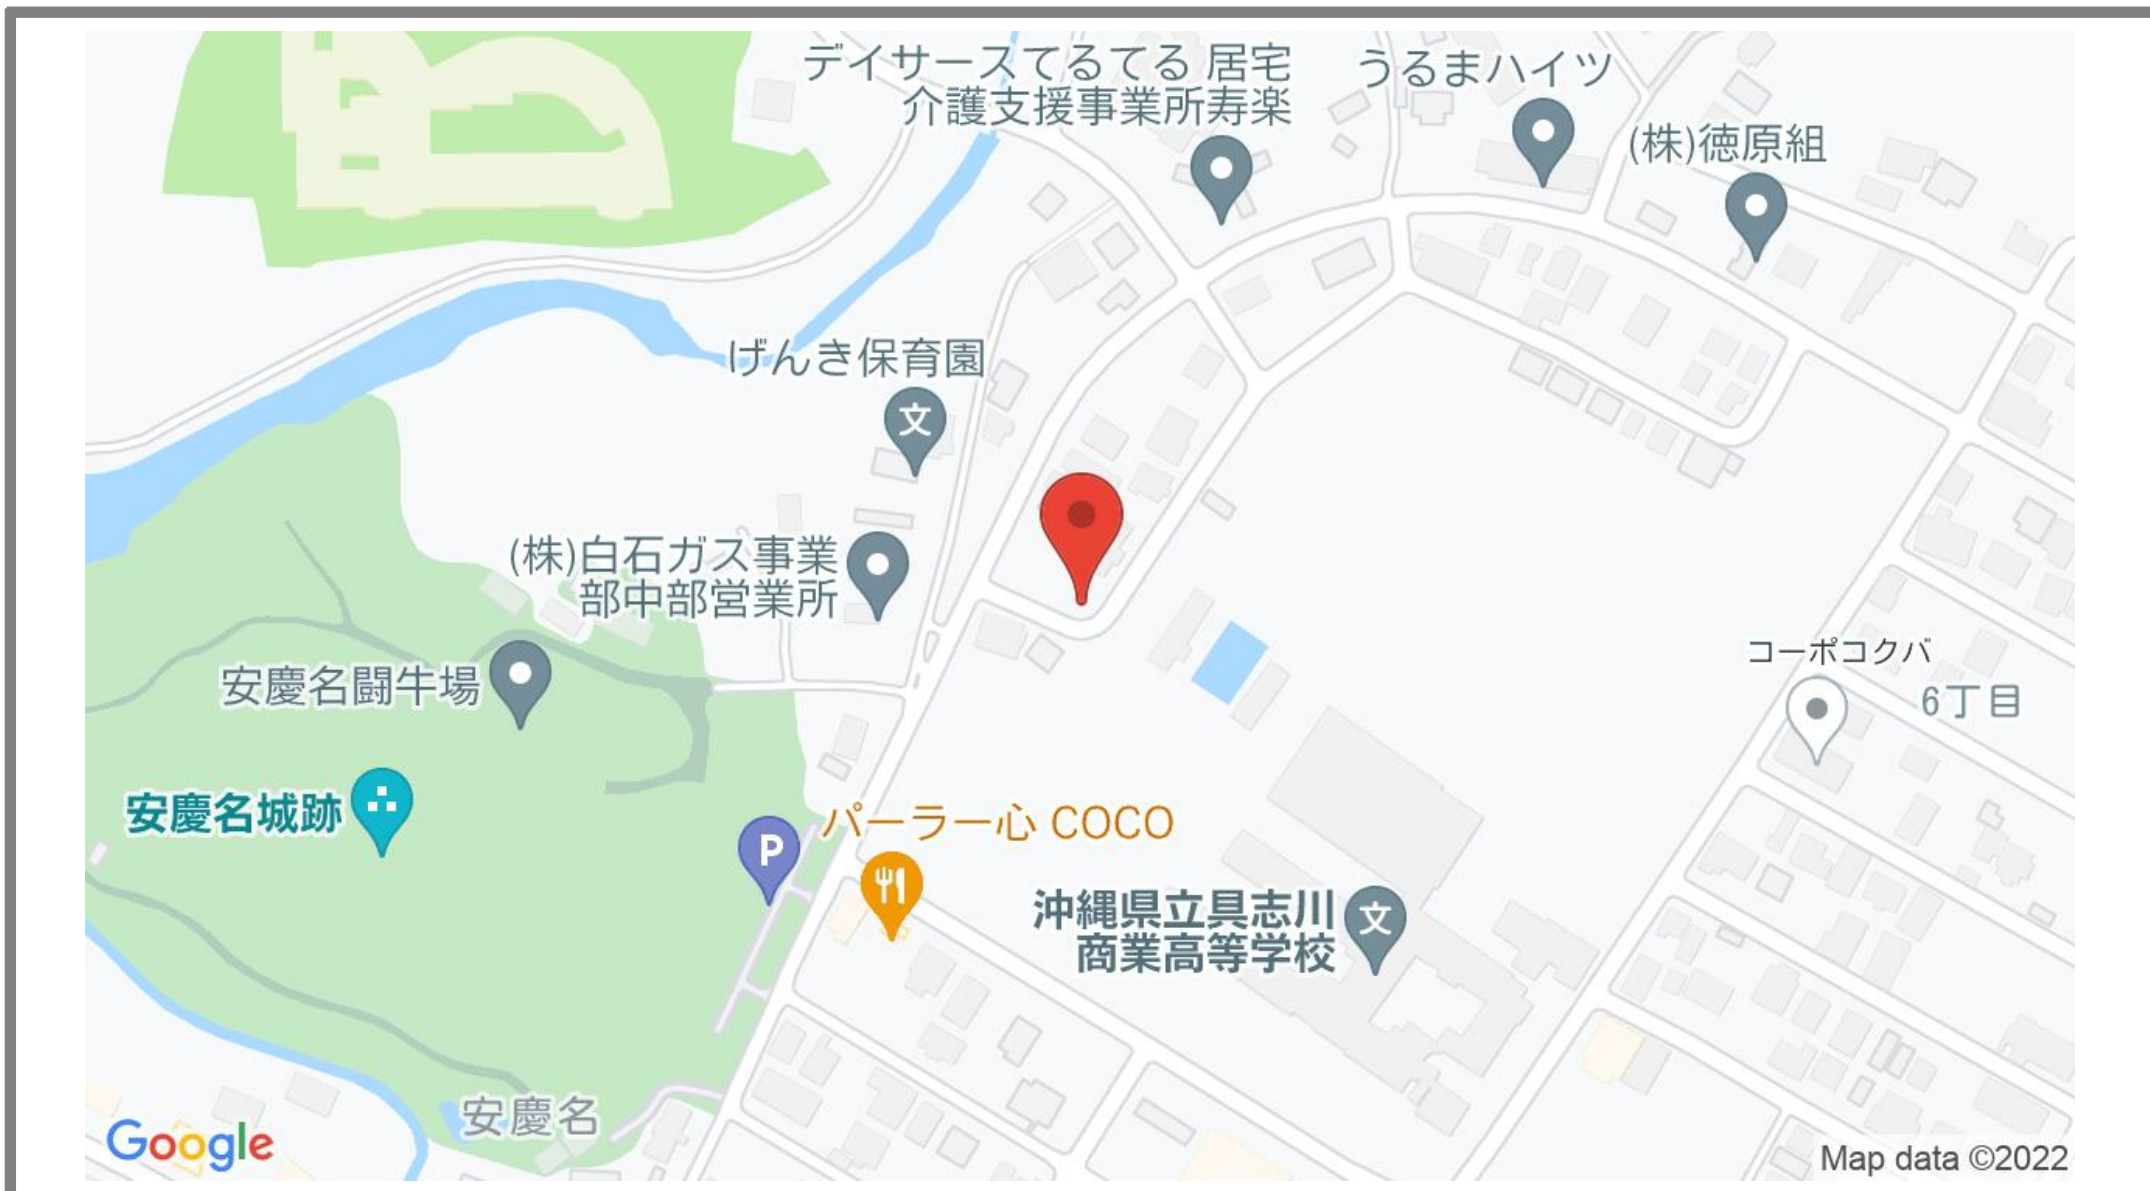 デイサースてるてる 居宅
介護支援事業所寿楽
うるまハイツ
(株)徳原組
げんき保育園
文
(株)白石ガス事業
部中部営業所
安慶名闘牛場
コーポコクバ
6丁目
安慶名城跡
P
パーラー心 COCO
沖縄県立具志川
商業高等学校
文
安慶名
Google
Map data ©2022